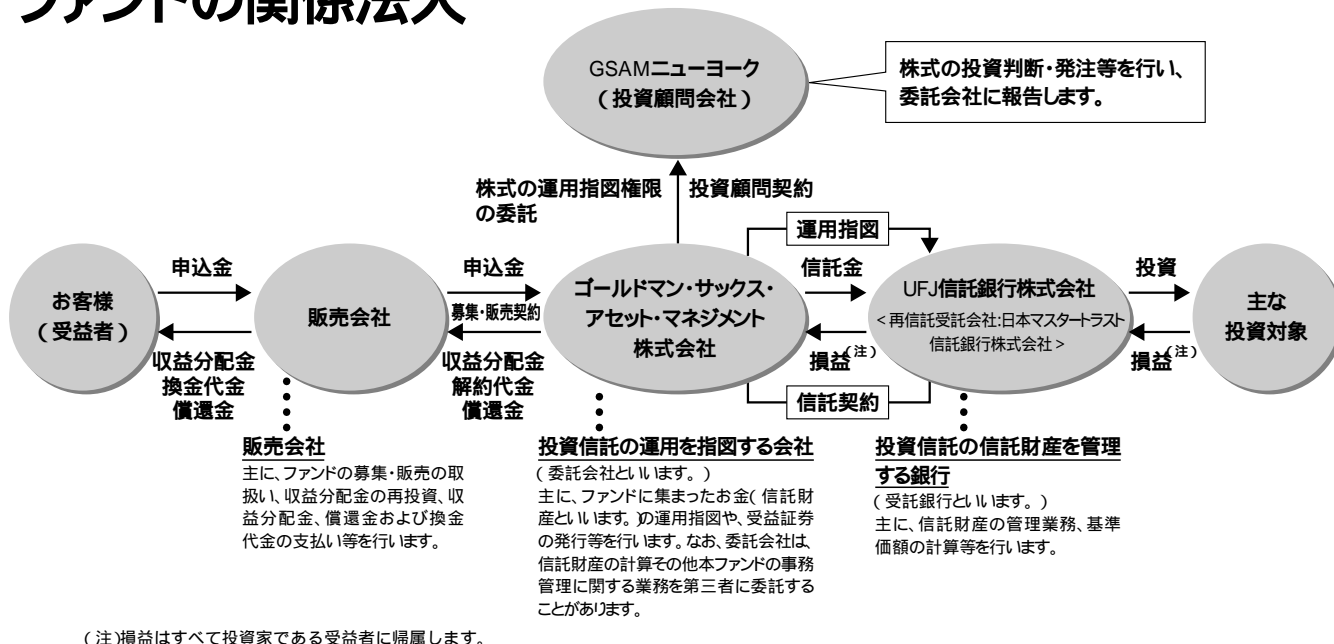 ファンドの関係法人
GSAMニューヨーク
(投資顧問会社)
株式の投資判断・発注等を行い、
委託会社に報告します。
株式の運用指図権限
の委託
投資顧問契約
運用指図
お客様
(受益者)
申込金
収益分配金
換金代金
償還金
販売会社
申込金
募集・販売契約
収益分配金
解約代金
償還金
ゴールドマン・サックス・
アセット・マネジメント
株式会社
信託金
損益(注)
信託契約
UFJ信託銀行株式会社
<再信託受託会社:日本マスタートラスト
信託銀行株式会社>
投資
損益(注)
主な
投資対象
販売会社
主に、ファンドの募集・販売の取
扱い、収益分配金の再投資、収
益分配金、償還金および換金
代金の支払い等を行います。
投資信託の運用を指図する会社
(委託会社といいます。)
主に、ファンドに集まったお金(信託財
産といいます。)の運用指図や、受益証券
の発行等を行います。なお、委託会社は、
信託財産の計算その他本ファンドの事務
管理に関する業務を第三者に委託する
ことがあります。
投資信託の信託財産を管理
する銀行
(受託銀行といいます。)
主に、信託財産の管理業務、基準
価額の計算等を行います。
(注)損益はすべて投資家である受益者に帰属します。